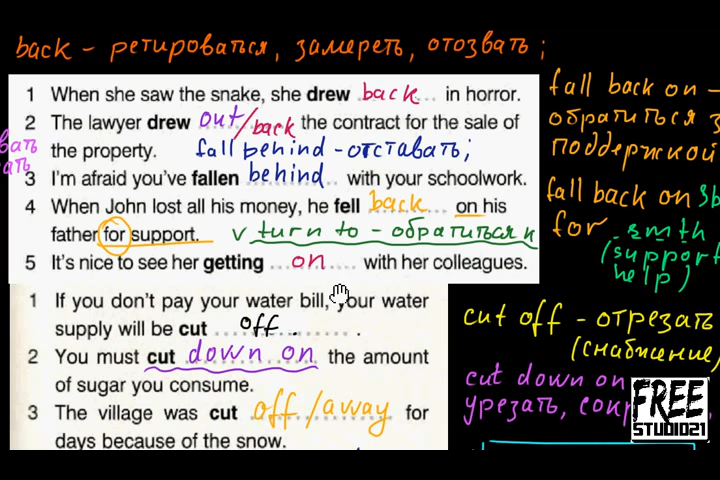 back - ретироваться, замереть, отозвать;
1 When she saw the snake, she drew back in horror.
2 The lawyer drew out/back the contract for the sale of
the property. fall behind - отставать;
3 I'm afraid you've fallen behind with your schoolwork.
4 When John lost all his money, he fell back on his
father for support. v turn to - обратиться к
5 It's nice to see her getting on with her colleagues.
1 If you don't pay your water bill, your water
supply will be cut off.
2 You must cut down on the amount
of sugar you consume.
3 The village was cut off/away for
days because of the snow.
fall back on -
обратиться з
поддержкой
fall back on sb
for smth
(support
help)
cut off - отрезать
(снабжение)
cut down on
урезать, сокр
FREE
STUDIO21